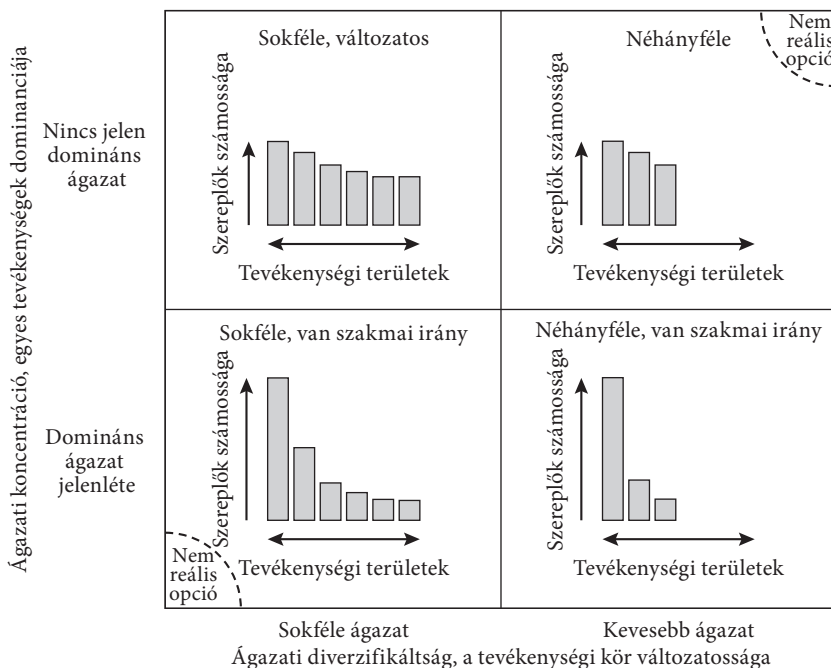 Ágazati koncentráció, egyes tevékenységek dominanciája
Nincs jelen
domináns
ágazat
Sokféle, változatos
Szereplők számossága
Tevékenységi területek
Néhányféle
Nem
reális
opció
Szereplők számossága
Tevékenységi területek
Domináns
ágazat
jelenléte
Sokféle, van szakmai irány
Szereplők számossága
Tevékenységi területek
Nem
reális
opció
Néhányféle, van szakmai irány
Szereplők számossága
Tevékenységi területek
Sokféle ágazat
Kevesebb ágazat
Ágazati diverzifikáltság, a tevékenységi kör változatossága